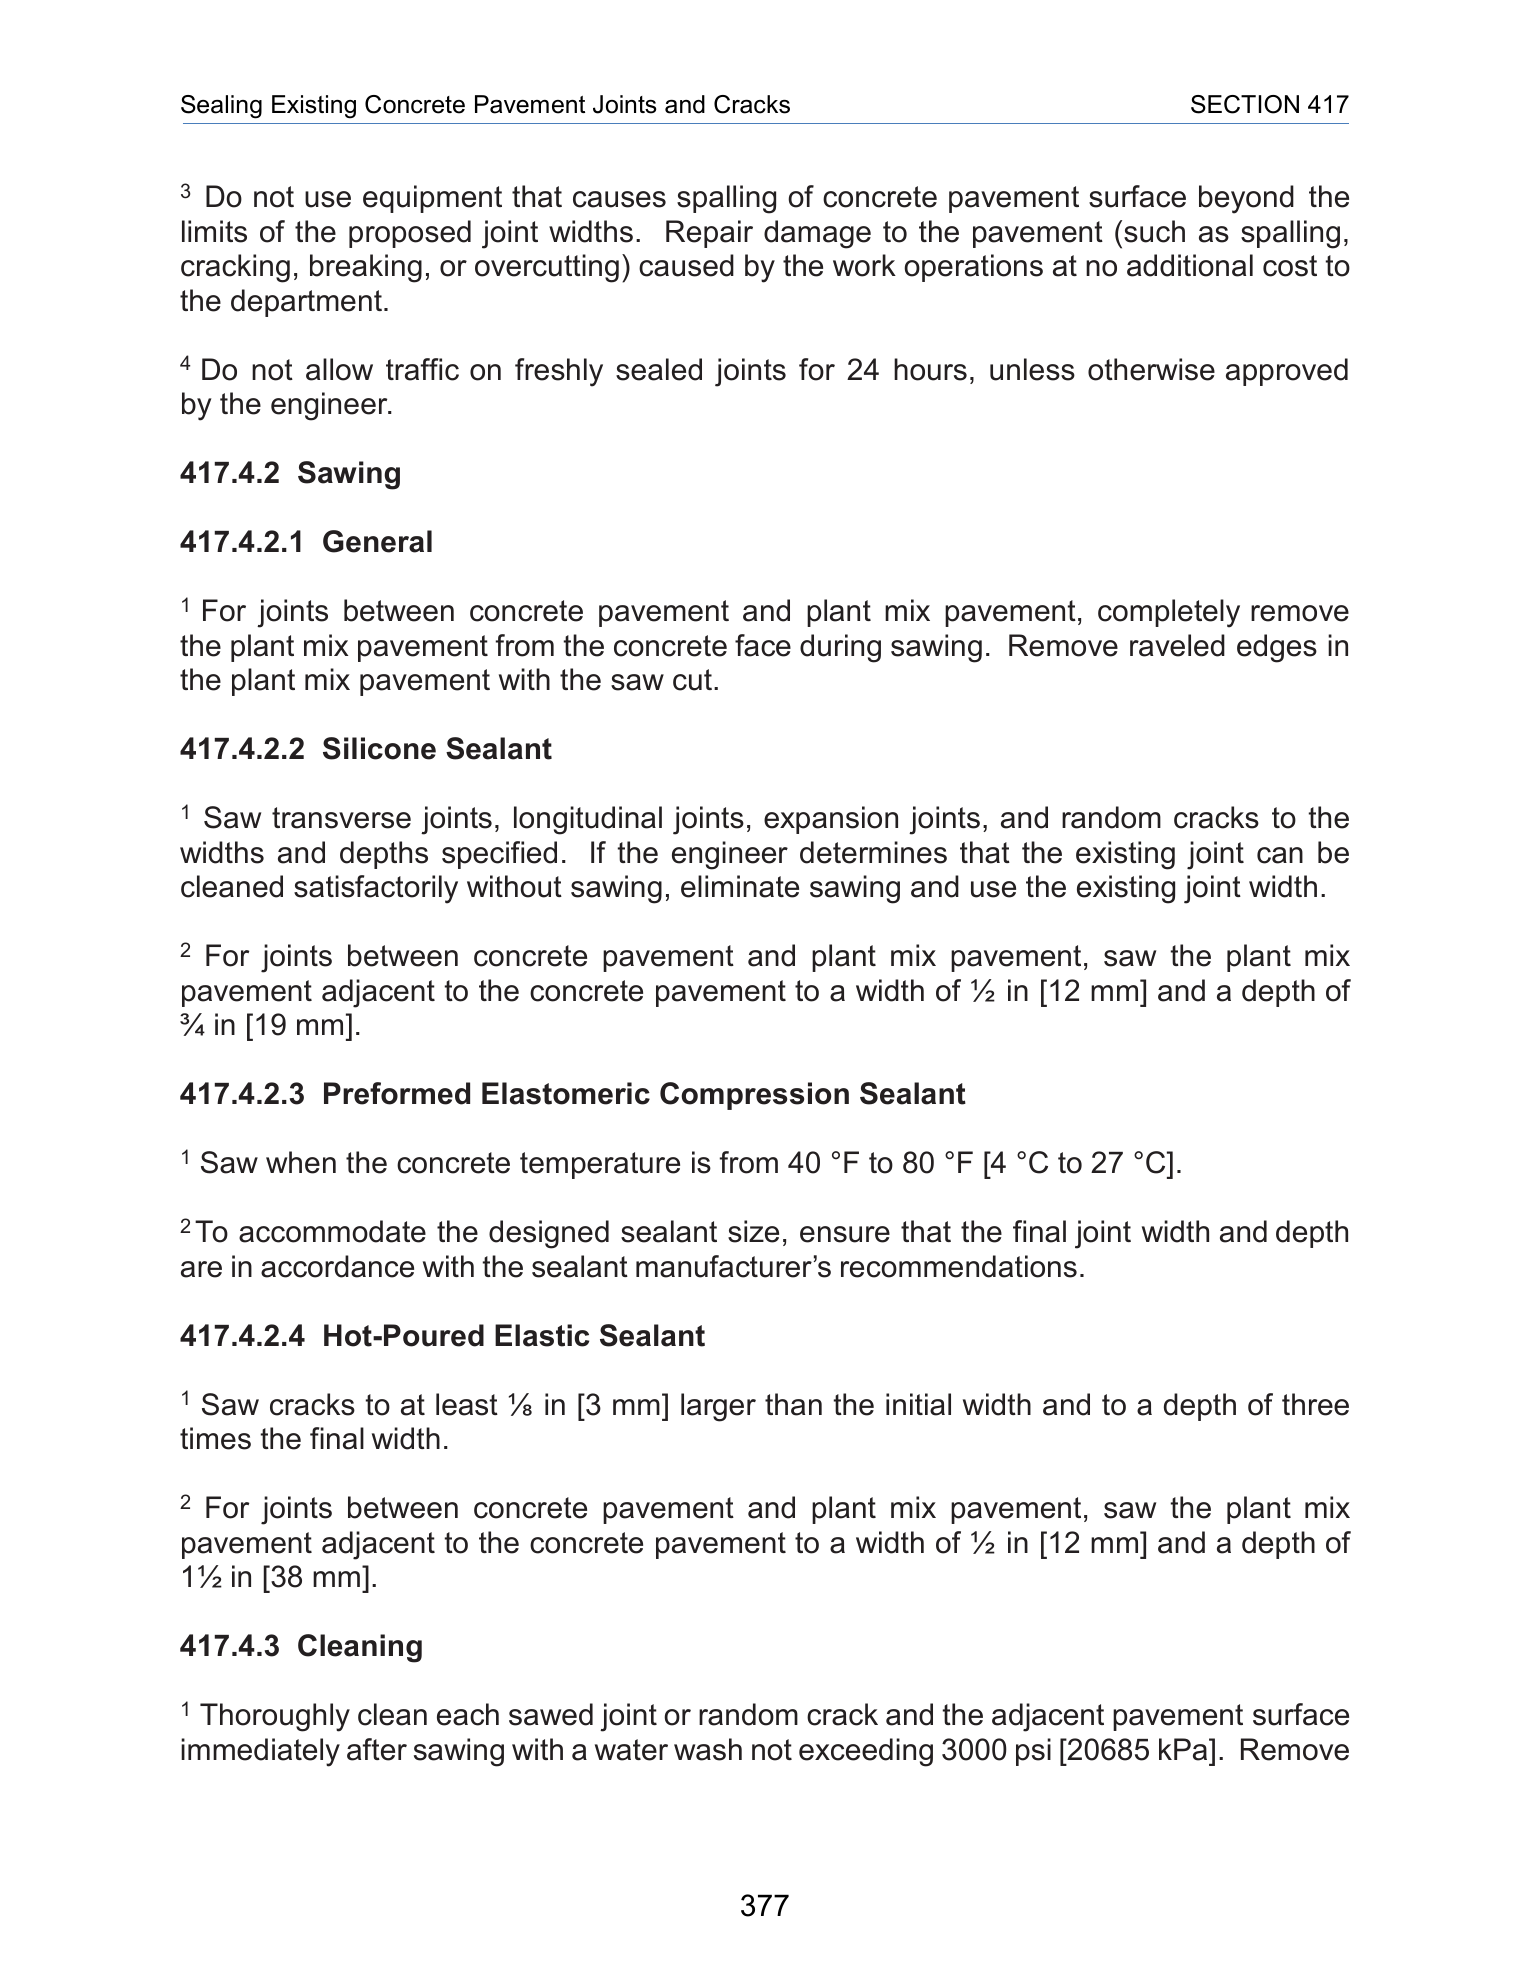 Sealing Existing Concrete Pavement Joints and Cracks SECTION 417
³ Do not use equipment that causes spalling of concrete pavement surface beyond the
limits of the proposed joint widths. Repair damage to the pavement (such as spalling,
cracking, breaking, or overcutting) caused by the work operations at no additional cost to
the department.
⁴ Do not allow traffic on freshly sealed joints for 24 hours, unless otherwise approved
by the engineer.
417.4.2 Sawing
417.4.2.1 General
¹ For joints between concrete pavement and plant mix pavement, completely remove
the plant mix pavement from the concrete face during sawing. Remove raveled edges in
the plant mix pavement with the saw cut.
417.4.2.2 Silicone Sealant
¹ Saw transverse joints, longitudinal joints, expansion joints, and random cracks to the
widths and depths specified. If the engineer determines that the existing joint can be
cleaned satisfactorily without sawing, eliminate sawing and use the existing joint width.
² For joints between concrete pavement and plant mix pavement, saw the plant mix
pavement adjacent to the concrete pavement to a width of ½ in [12 mm] and a depth of
¾ in [19 mm].
417.4.2.3 Preformed Elastomeric Compression Sealant
¹ Saw when the concrete temperature is from 40 °F to 80 °F [4 °C to 27 °C].
² To accommodate the designed sealant size, ensure that the final joint width and depth
are in accordance with the sealant manufacturer’s recommendations.
417.4.2.4 Hot-Poured Elastic Sealant
¹ Saw cracks to at least ⅛ in [3 mm] larger than the initial width and to a depth of three
times the final width.
² For joints between concrete pavement and plant mix pavement, saw the plant mix
pavement adjacent to the concrete pavement to a width of ½ in [12 mm] and a depth of
1½ in [38 mm].
417.4.3 Cleaning
¹ Thoroughly clean each sawed joint or random crack and the adjacent pavement surface
immediately after sawing with a water wash not exceeding 3000 psi [20685 kPa]. Remove
377